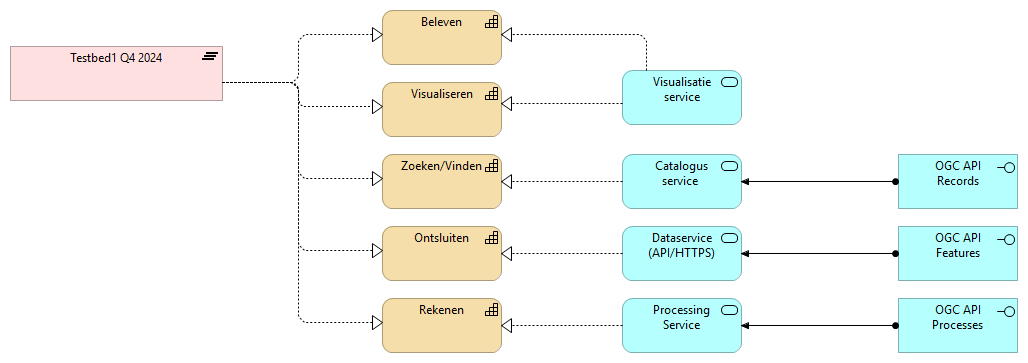 Testbed1 Q4 2024
Beleven
Visualiseren
Zoeken/Vinden
Ontsluiten
Rekenen
Visualisatie
service
Catalogus
service
Dataservice
(API/HTTPS)
Processing
Service
OGC API
Records
OGC API
Features
OGC API
Processes